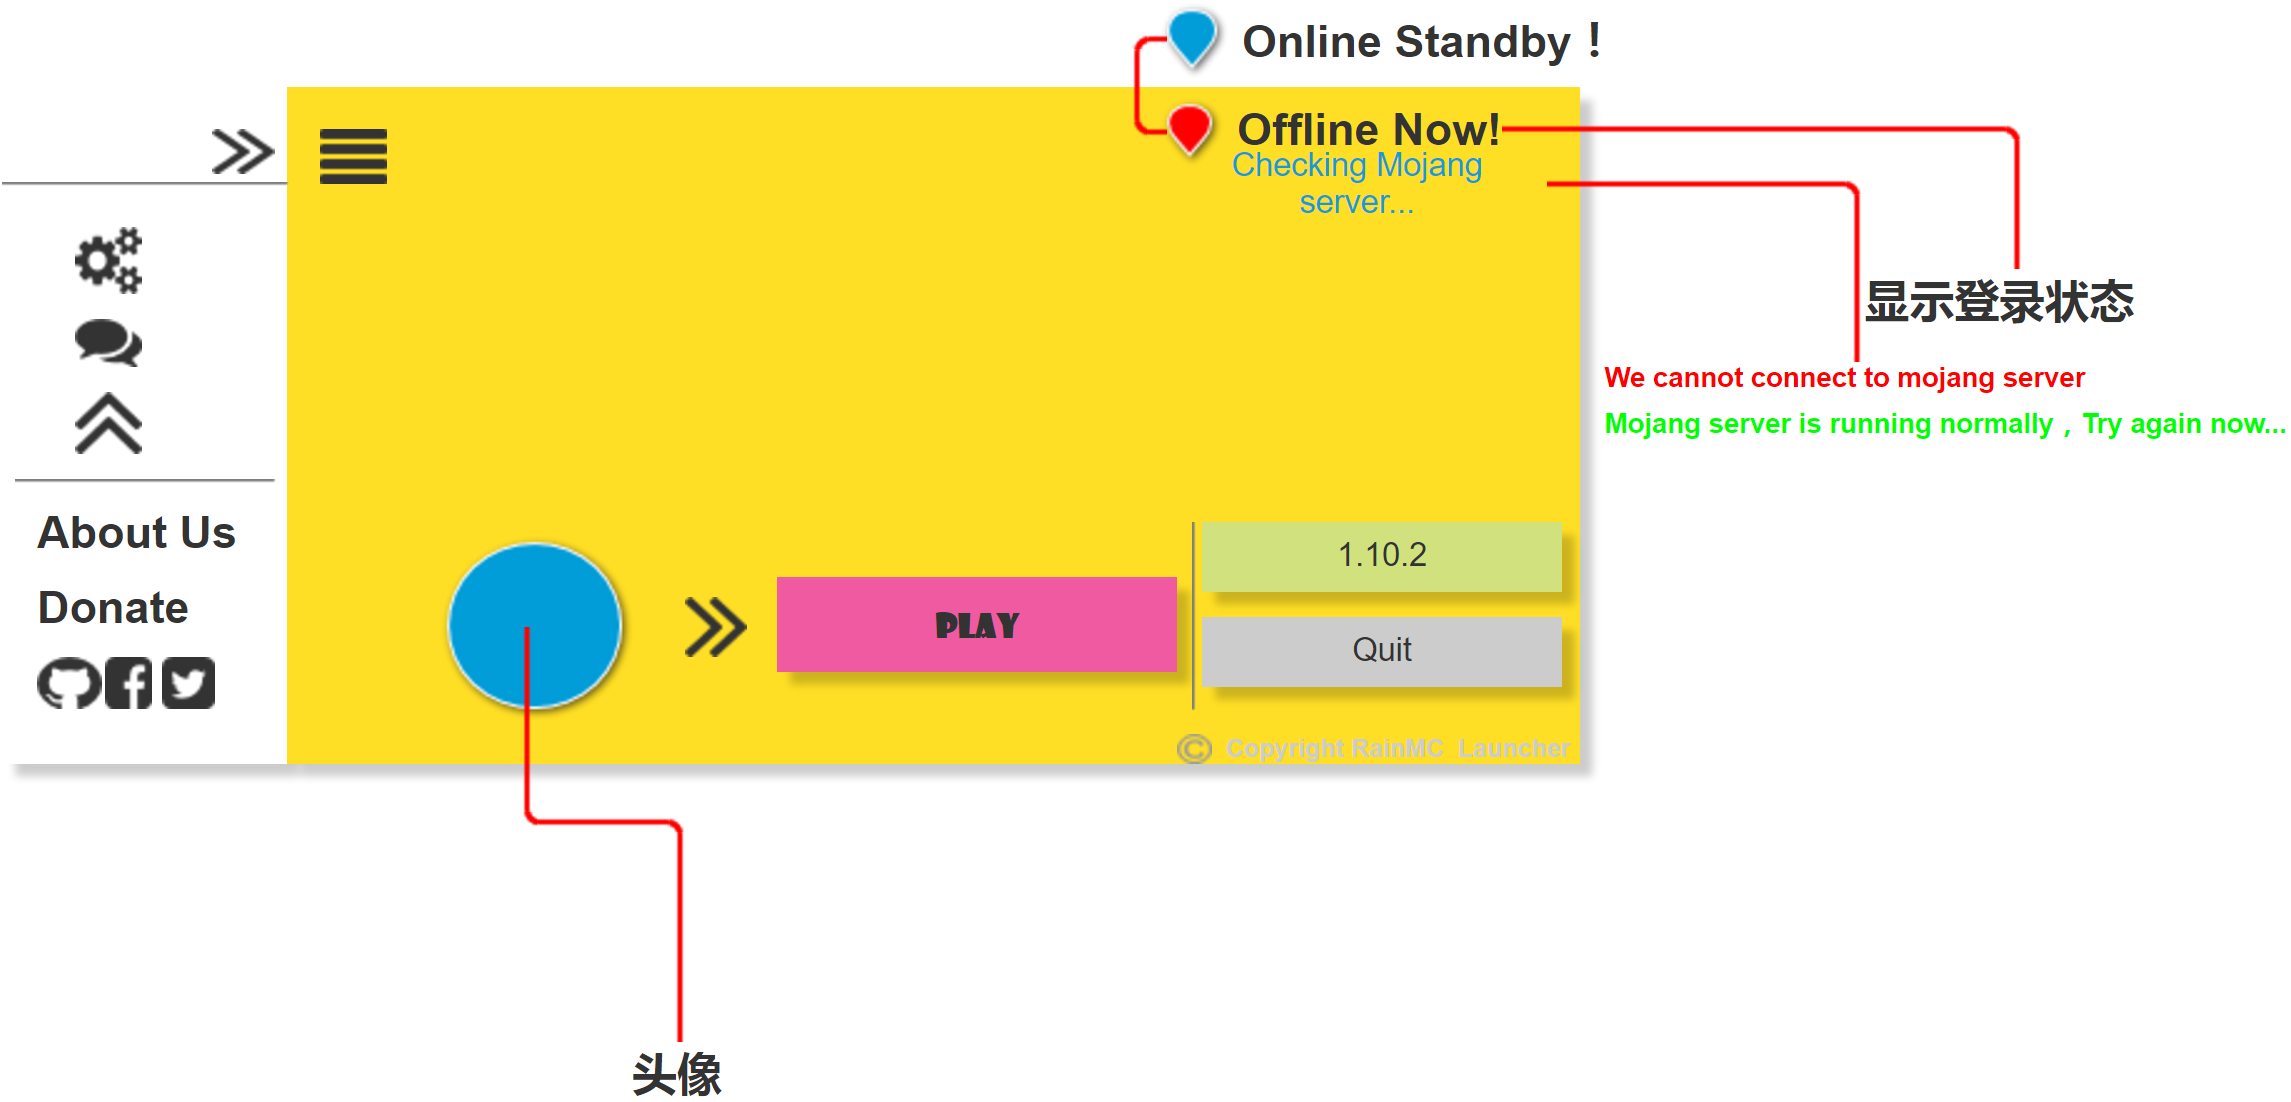 Online Standby！
Offline Now!
Checking Mojang
server...
显示登录状态
We cannot connect to mojang server
Mojang server is running normally，Try again now...
About Us
Donate
1.10.2
PLAY
Quit
© Copyright RainMC Launcher
头像